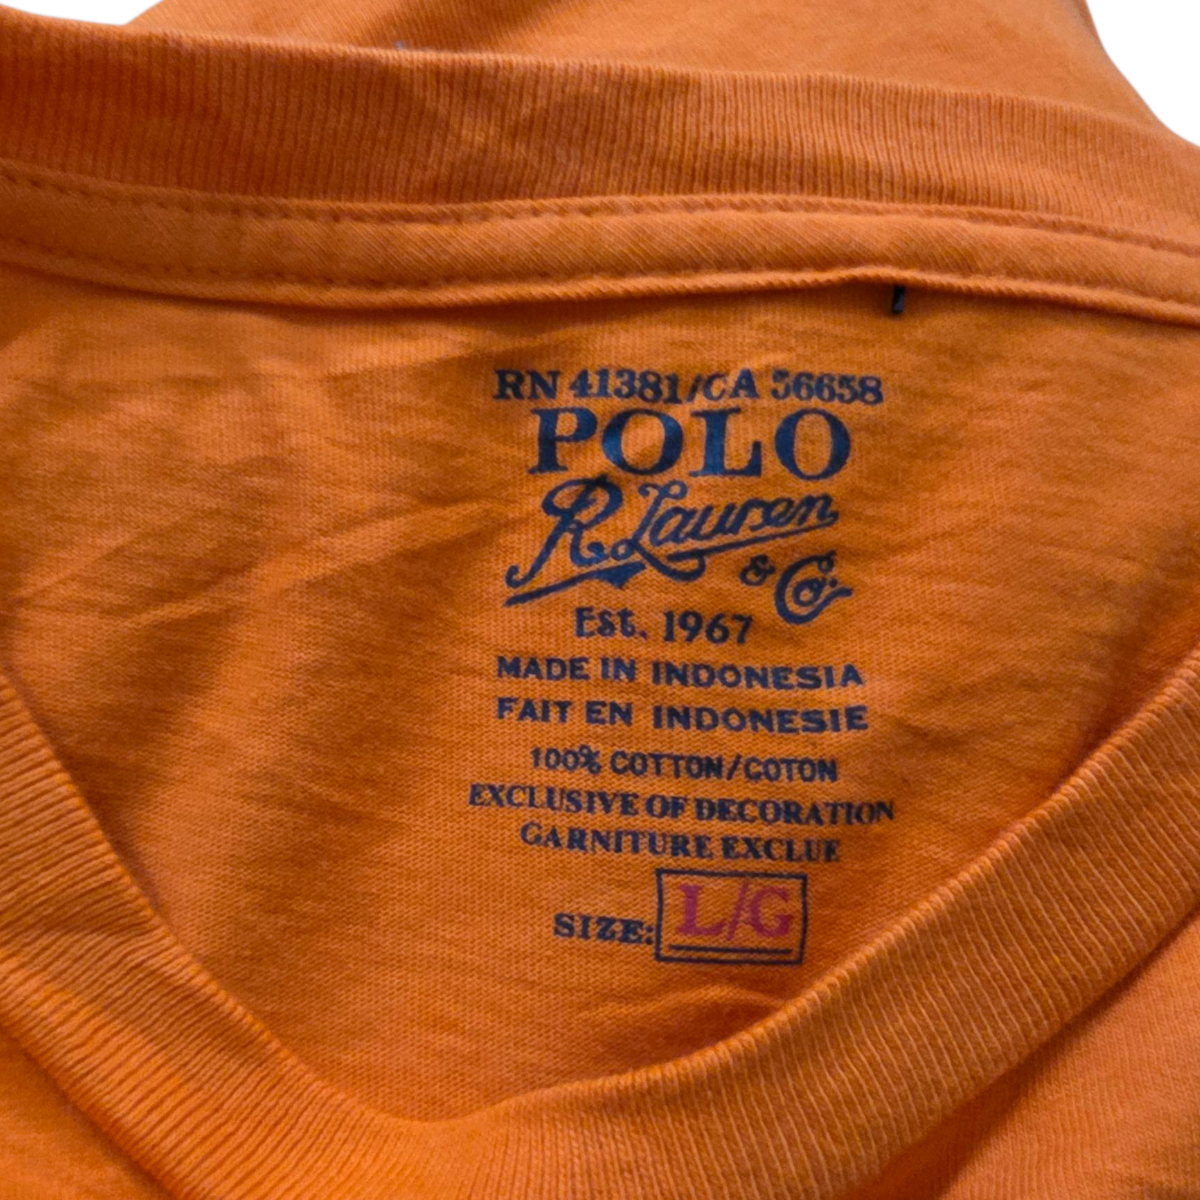 RN 41381/CA 56658
POLO
R. Lauren
& Co.
Est. 1967
MADE IN INDONESIA
FAIT EN INDONESIE
100% COTTON/COTON
EXCLUSIVE OF DECORATION
GARNITURE EXCLUE
SIZE: L/G